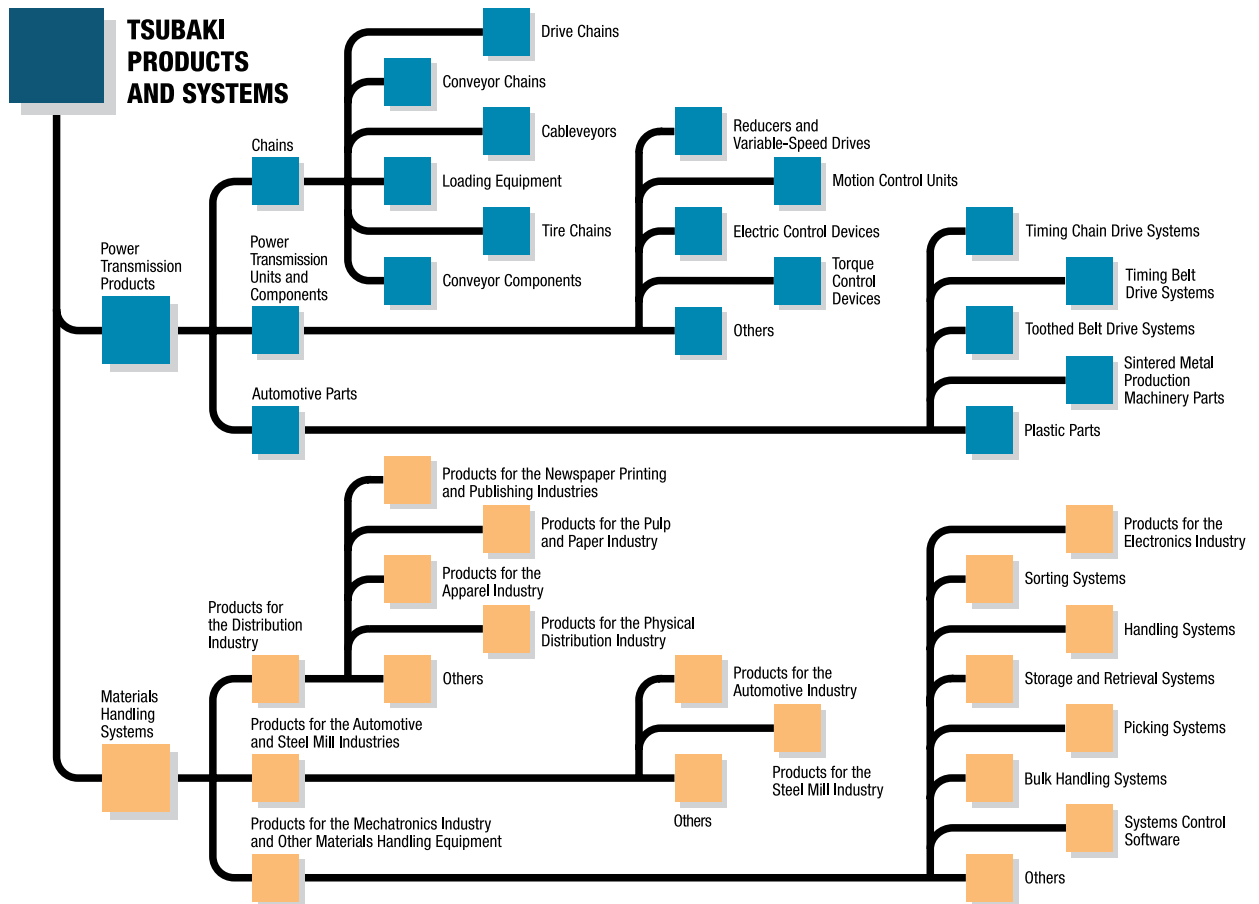 TSUBAKI
PRODUCTS
AND SYSTEMS
Power
Transmission
Products
Chains
Drive Chains
Conveyor Chains
Cableveyors
Loading Equipment
Tire Chains
Conveyor Components
Power
Transmission
Units and
Components
Reducers and
Variable-Speed Drives
Motion Control Units
Electric Control Devices
Torque
Control
Devices
Others
Automotive Parts
Timing Chain Drive Systems
Timing Belt
Drive Systems
Toothed Belt Drive Systems
Sintered Metal
Production
Machinery Parts
Plastic Parts
Materials
Handling
Systems
Products for
the Distribution
Industry
Products for the Newspaper Printing
and Publishing Industries
Products for the Pulp
and Paper Industry
Products for the
Apparel Industry
Products for the Physical
Distribution Industry
Others
Products for the Automotive
and Steel Mill Industries
Products for the
Automotive Industry
Products for the
Steel Mill Industry
Others
Products for the Mechatronics Industry
and Other Materials Handling Equipment
Products for the
Electronics Industry
Sorting Systems
Handling Systems
Storage and Retrieval Systems
Picking Systems
Bulk Handling Systems
Systems Control
Software
Others